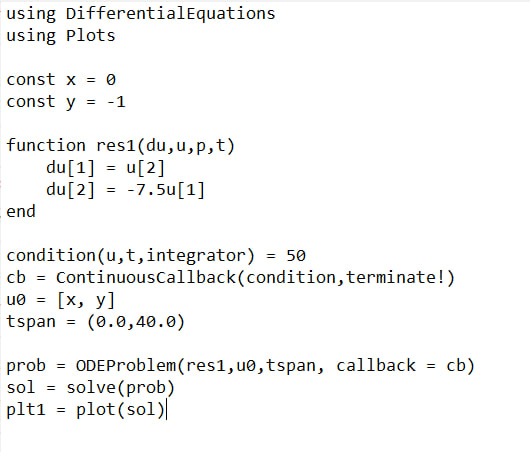 using DifferentialEquations
using Plots
const x = 0
const y = -1
function res1(du,u,p,t)
    du[1] = u[2]
    du[2] = -7.5u[1]
end
condition(u,t,integrator) = 50
cb = ContinuousCallback(condition,terminate!)
u0 = [x, y]
tspan = (0.0,40.0)
prob = ODEProblem(res1,u0,tspan, callback = cb)
sol = solve(prob)
plt1 = plot(sol)